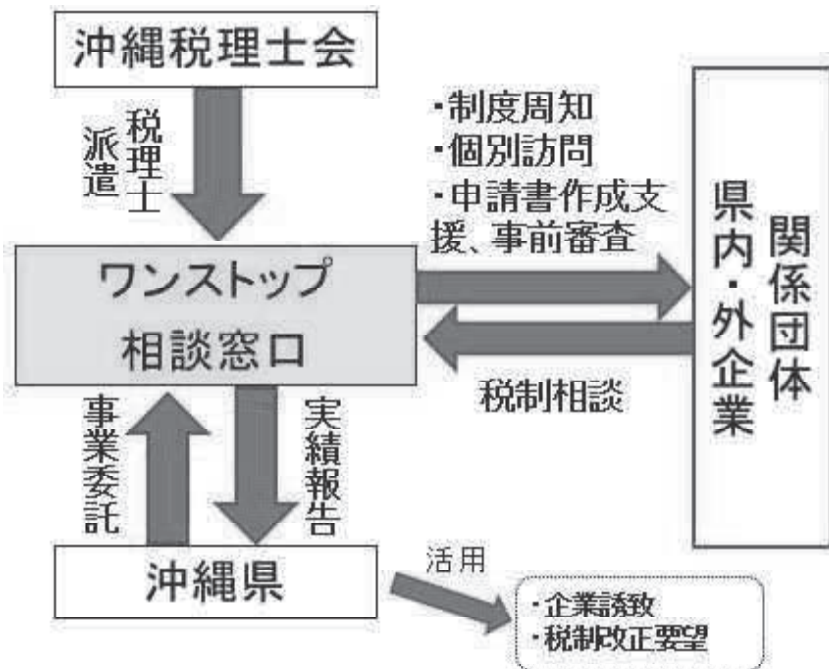 沖縄税理士会
税理士
派遣
・制度周知
・個別訪問
・申請書作成支
援、事前審査
関係団体
県内・外企業
ワンストップ
相談窓口
税制相談
事業委託
実績報告
沖縄県
活用
・企業誘致
・税制改正要望